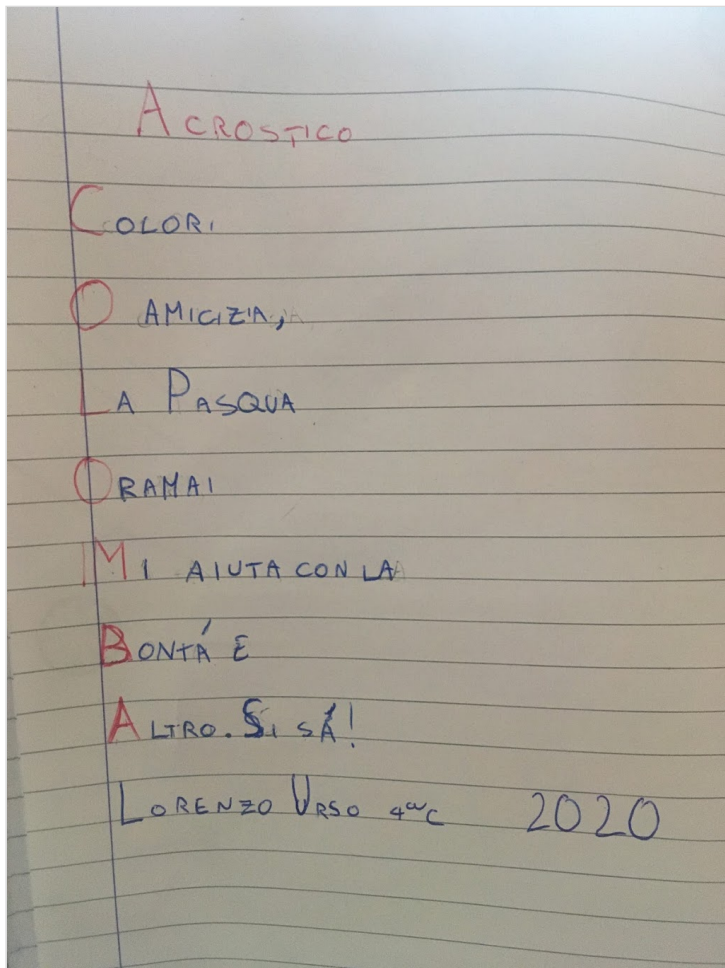 ACROSTICO
COLORI
O AMICIZIA,
LA PASQUA
ORAMAI
MI AIUTA CON LA
BONTÁ E
ALTRO. SI SÁ!
LORENZO URSO 4ªC 2020